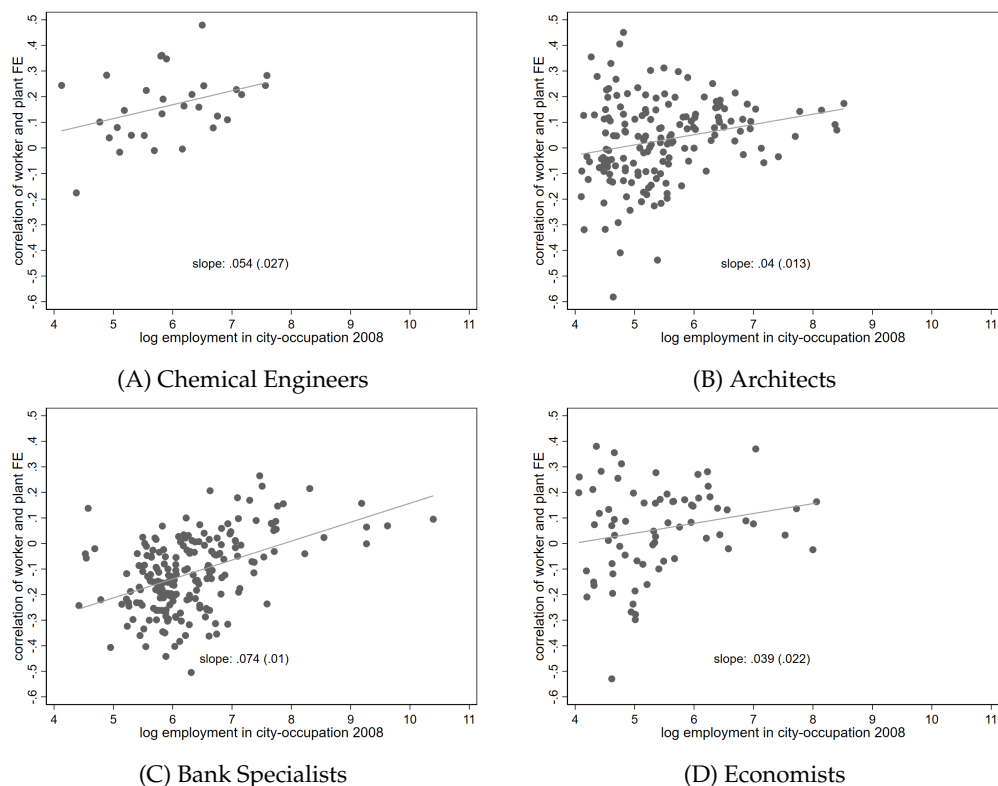 correlation of worker and plant FE
.5
.4
.3
.2
.1
0
-.1
-.2
-.3
-.4
-.5
-.6
slope: .054 (.027)
4 5 6 7 8 9 10 11
log employment in city-occupation 2008
(A) Chemical Engineers
correlation of worker and plant FE
.5
.4
.3
.2
.1
0
-.1
-.2
-.3
-.4
-.5
-.6
slope: .04 (.013)
4 5 6 7 8 9 10 11
log employment in city-occupation 2008
(B) Architects
correlation of worker and plant FE
.5
.4
.3
.2
.1
0
-.1
-.2
-.3
-.4
-.5
-.6
slope: .074 (.01)
4 5 6 7 8 9 10 11
log employment in city-occupation 2008
(C) Bank Specialists
correlation of worker and plant FE
.5
.4
.3
.2
.1
0
-.1
-.2
-.3
-.4
-.5
-.6
slope: .039 (.022)
4 5 6 7 8 9 10 11
log employment in city-occupation 2008
(D) Economists